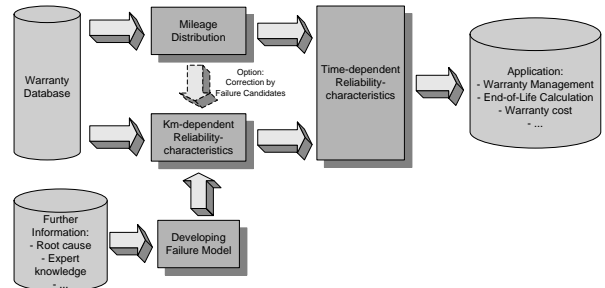 Warranty
Database
Mileage
Distribution
Option:
Correction by
Failure Candidates
Km-dependent
Reliability-
characteristics
Time-dependent
Reliability-
characteristics
Application:
- Warranty Management
- End-of-Life Calculation
- Warranty cost
- ...
Further
Information:
- Root cause
- Expert
knowledge
- ...
Developing
Failure Model